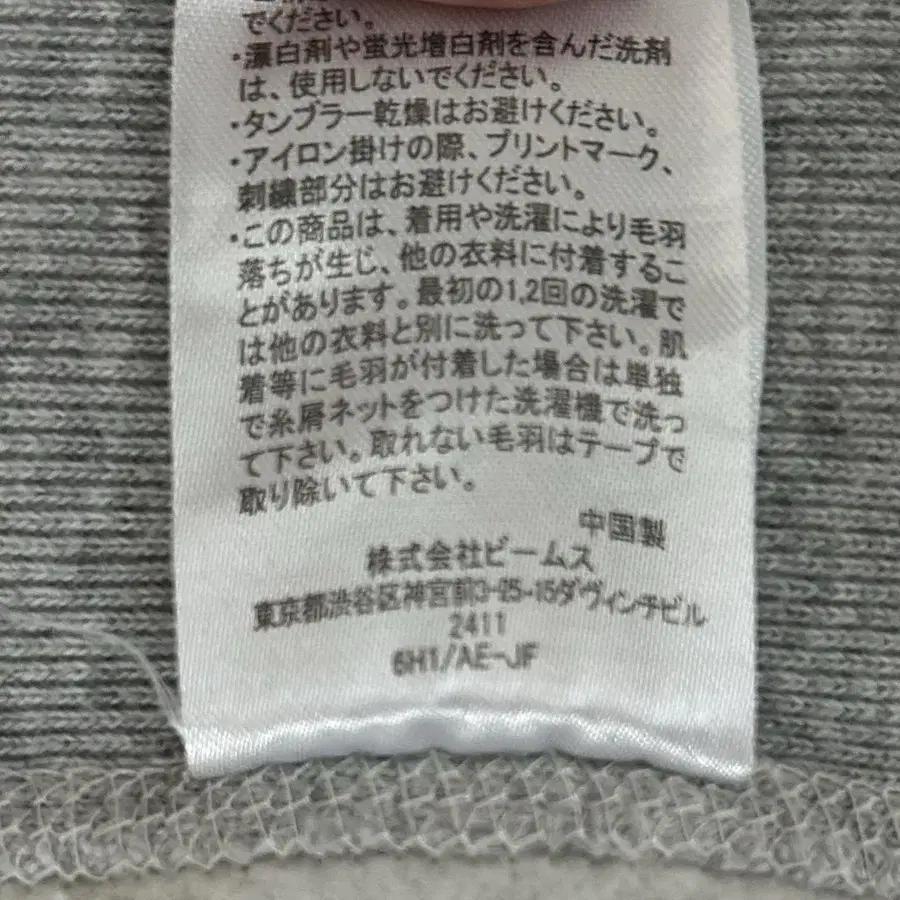 でください。
・漂白剤や蛍光増白剤を含んだ洗剤
は、使用しないでください。
・タンブラー乾燥はお避けください。
・アイロン掛けの際、プリントマーク、
刺繍部分はお避けください。
・この商品は、着用や洗濯により毛羽
落ちが生じ、他の衣料に付着するこ
とがあります。最初の1,2回の洗濯で
は他の衣料と別に洗って下さい。肌
着等に毛羽が付着した場合は単独
で糸屑ネットをつけた洗濯機で洗っ
て下さい。取れない毛羽はテープで
取り除いて下さい。
中国製
株式会社ビームス
東京都渋谷区神宮前3-25-15ダヴィンチビル
2411
6H1/AE-JF